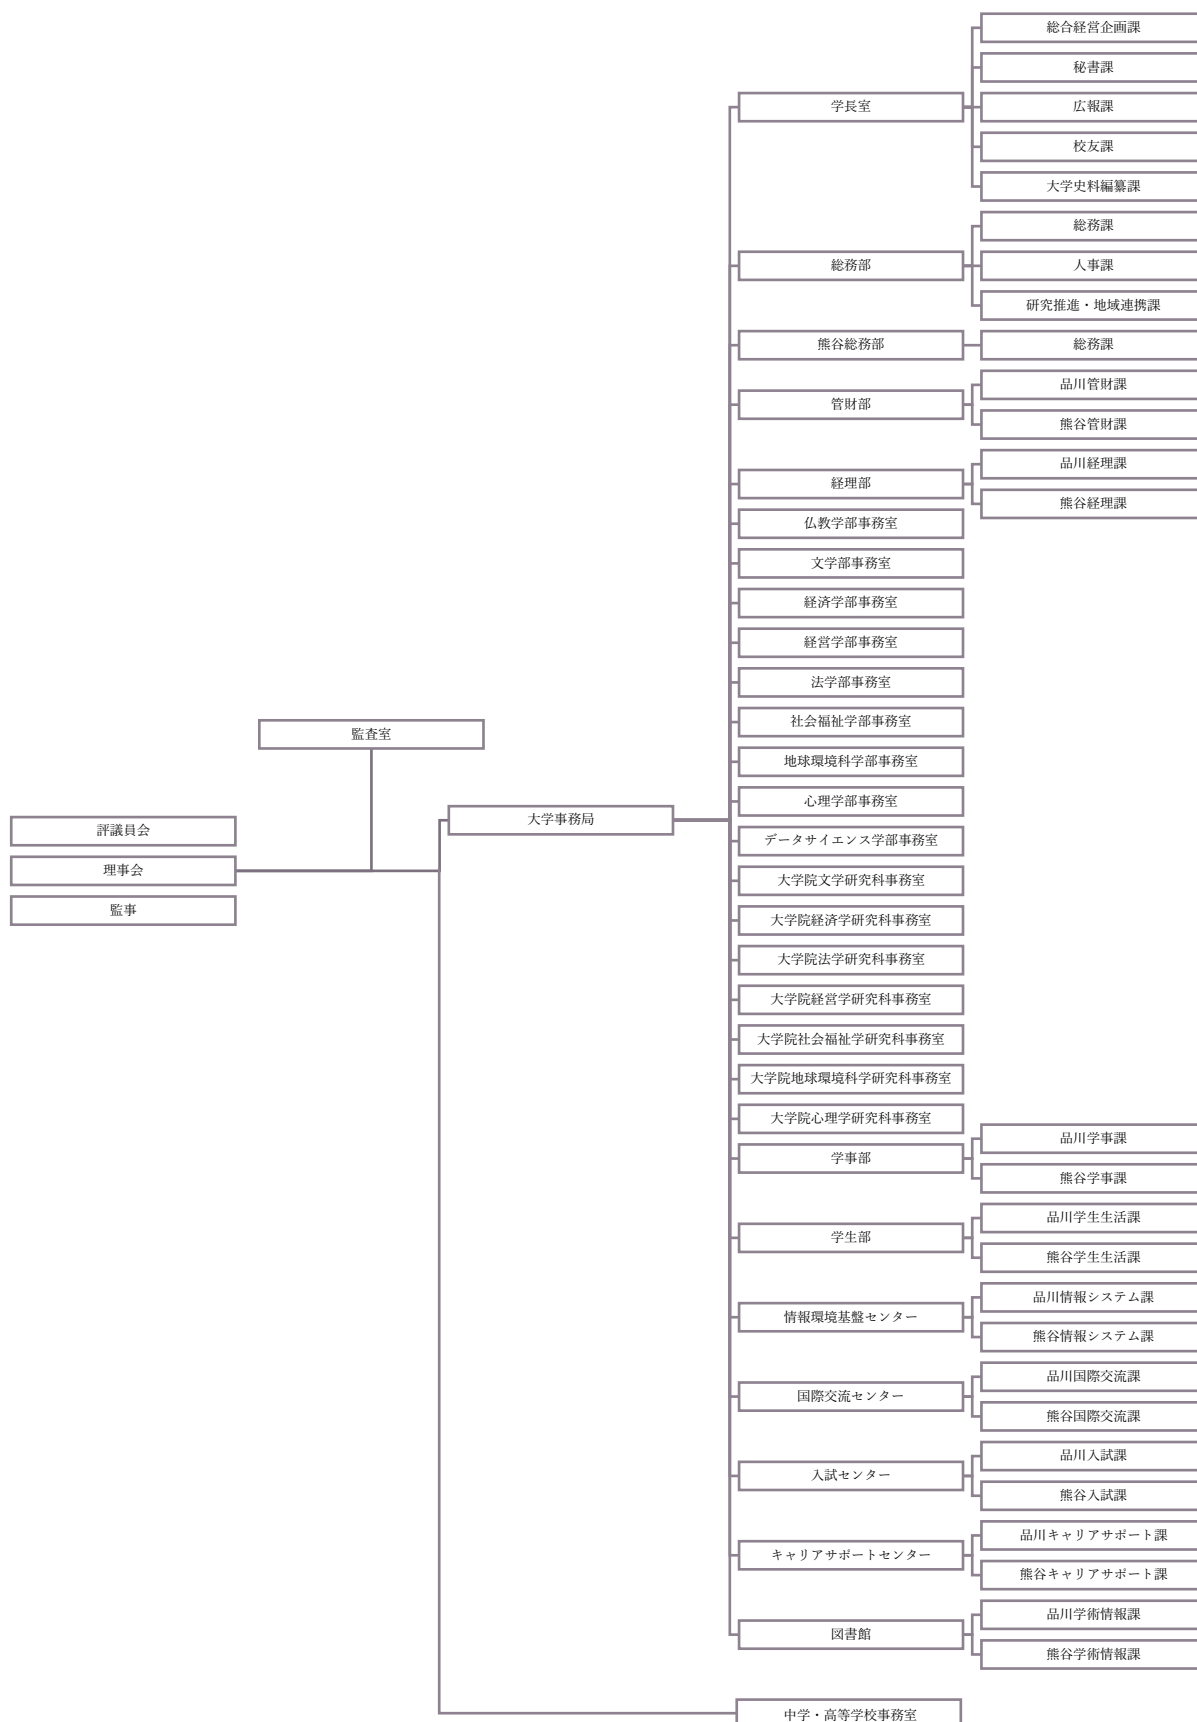 評議員会
理事会
監事
監査室
大学事務局
学長室
総合経営企画課
秘書課
広報課
校友課
大学史料編纂課
総務部
総務課
人事課
研究推進・地域連携課
熊谷総務部
総務課
管財部
品川管財課
熊谷管財課
経理部
品川経理課
熊谷経理課
仏教学部事務室
文学部事務室
経済学部事務室
経営学部事務室
法学部事務室
社会福祉学部事務室
地球環境科学部事務室
心理学部事務室
データサイエンス学部事務室
大学院文学研究科事務室
大学院経済学研究科事務室
大学院法学研究科事務室
大学院経営学研究科事務室
大学院社会福祉学研究科事務室
大学院地球環境科学研究科事務室
大学院心理学研究科事務室
学事部
品川学事課
熊谷学事課
学生部
品川学生生活課
熊谷学生生活課
情報環境基盤センター
品川情報システム課
熊谷情報システム課
国際交流センター
品川国際交流課
熊谷国際交流課
入試センター
品川入試課
熊谷入試課
キャリアサポートセンター
品川キャリアサポート課
熊谷キャリアサポート課
図書館
品川学術情報課
熊谷学術情報課
中学・高等学校事務室